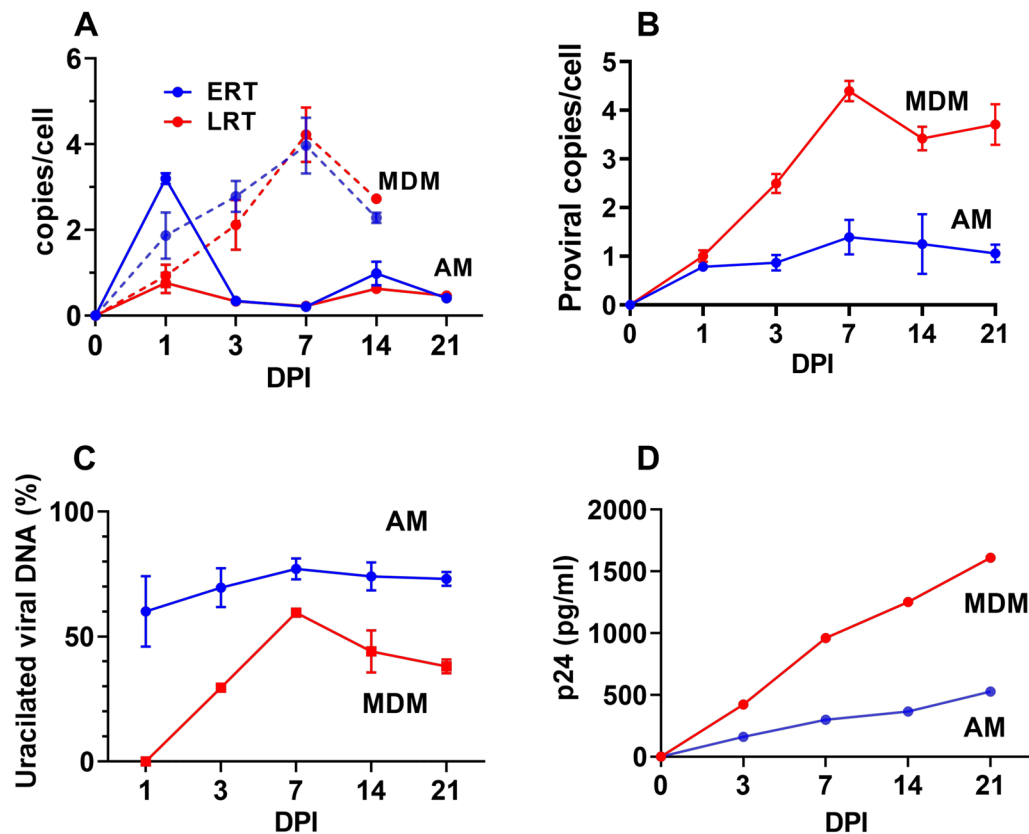 A
copies/cell
6
4
2
0
ERT
LRT
MDM
AM
0 1 3 7 14 21
DPI
B
Proviral copies/cell
5
4
3
2
1
0
MDM
AM
0 1 3 7 14 21
DPI
C
Uracilated viral DNA (%)
100
50
0
AM
MDM
1 3 7 14 21
DPI
D
p24 (pg/ml)
2000
1500
1000
500
0
MDM
AM
0 3 7 14 21
DPI